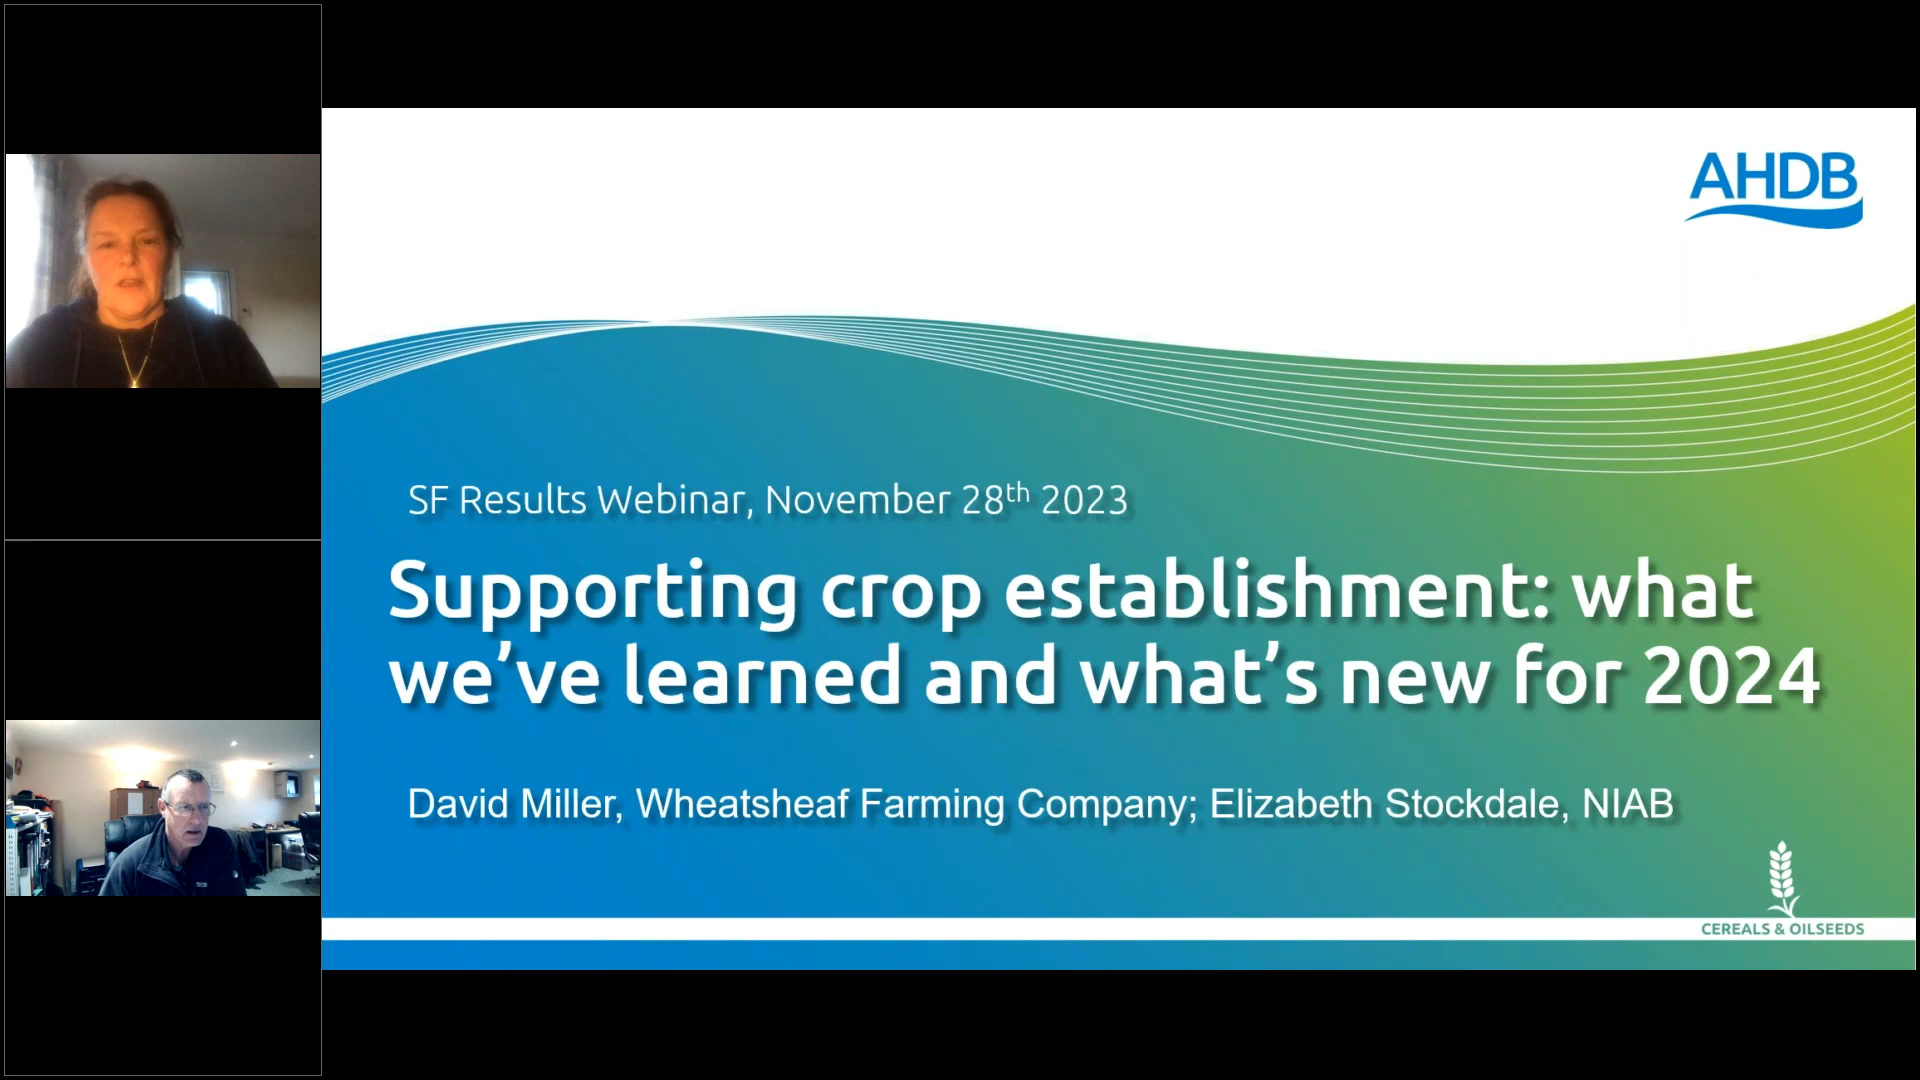 AHDB
SF Results Webinar, November 28th 2023
Supporting crop establishment: what
we’ve learned and what’s new for 2024
David Miller, Wheatsheaf Farming Company; Elizabeth Stockdale, NIAB
CEREALS & OILSEEDS